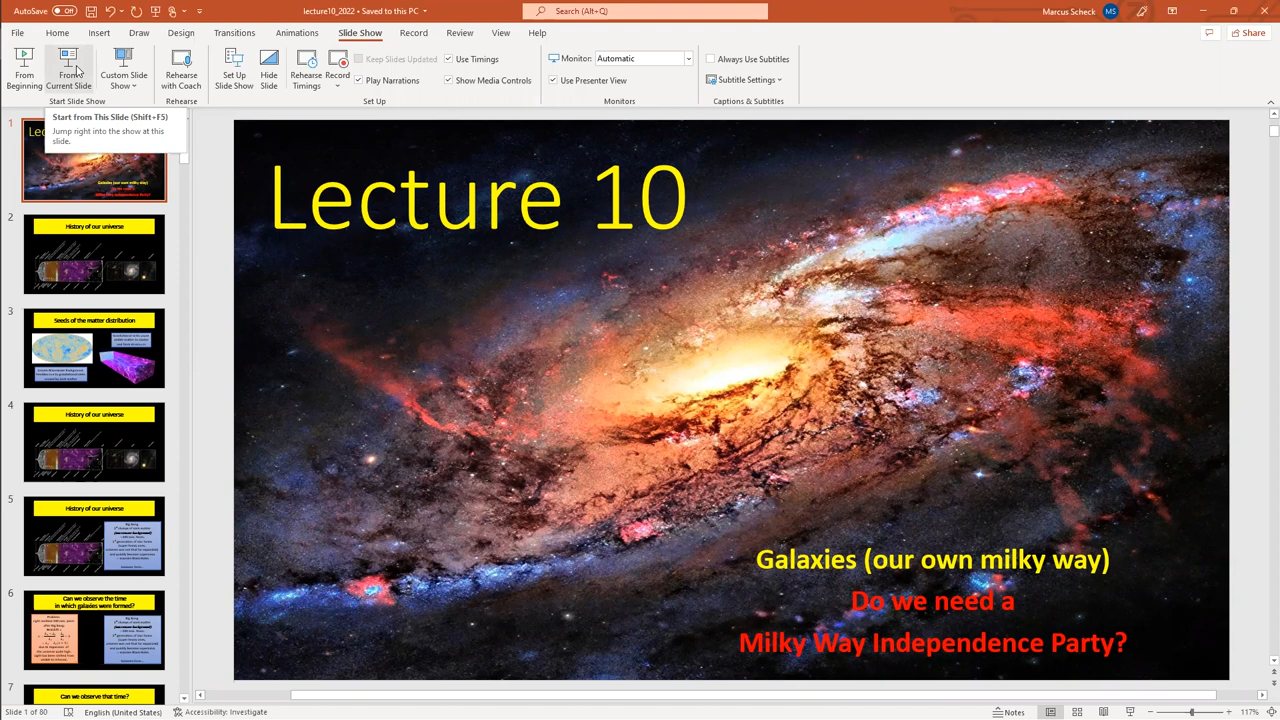 AutoSave Off
lecture10_2022 • Saved to this PC
Search (Alt+Q)
Marcus Scheck MS
File Home Insert Draw Design Transitions Animations Slide Show Record Review View Help
Share
From Beginning
From Current Slide
Custom Slide Show
Rehearse with Coach
Set Up Slide Show
Hide Slide
Rehearse Timings
Record
Keep Slides Updated
Play Narrations
Use Timings
Show Media Controls
Monitor: Automatic
Use Presenter View
Always Use Subtitles
Subtitle Settings
Start Slide Show
Rehearse
Set Up
Monitors
Captions & Subtitles
Start from This Slide (Shift+F5)
Jump right into the show at this
slide.
1
2
History of our universe
3
Seeds of the matter distribution
4
History of our universe
5
History of our universe
6
Can we observe the time
in which galaxies were formed?
7
Can we observe that time?
Lecture 10
Galaxies (our own milky way)
Do we need a
Milky Way Independence Party?
Slide 1 of 80
English (United States)
Accessibility: Investigate
Notes
117%